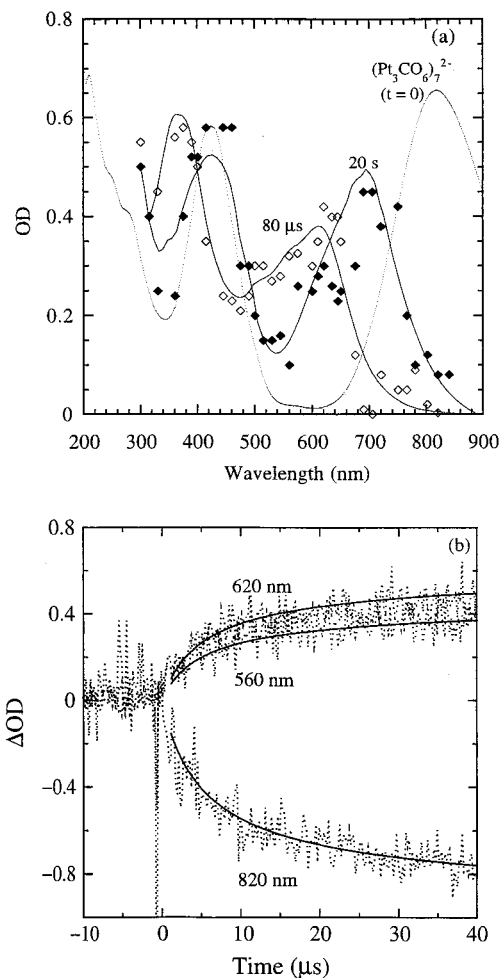 (a)
0.8
0.6
0.4
0.2
0
OD
(Pt3CO6)7 2-
(t = 0)
20 s
80 μs
200 300 400 500 600 700 800 900
Wavelength (nm)
(b)
0.8
0.4
0
−0.4
−0.8
ΔOD
620 nm
560 nm
820 nm
−10 0 10 20 30 40
Time (μs)